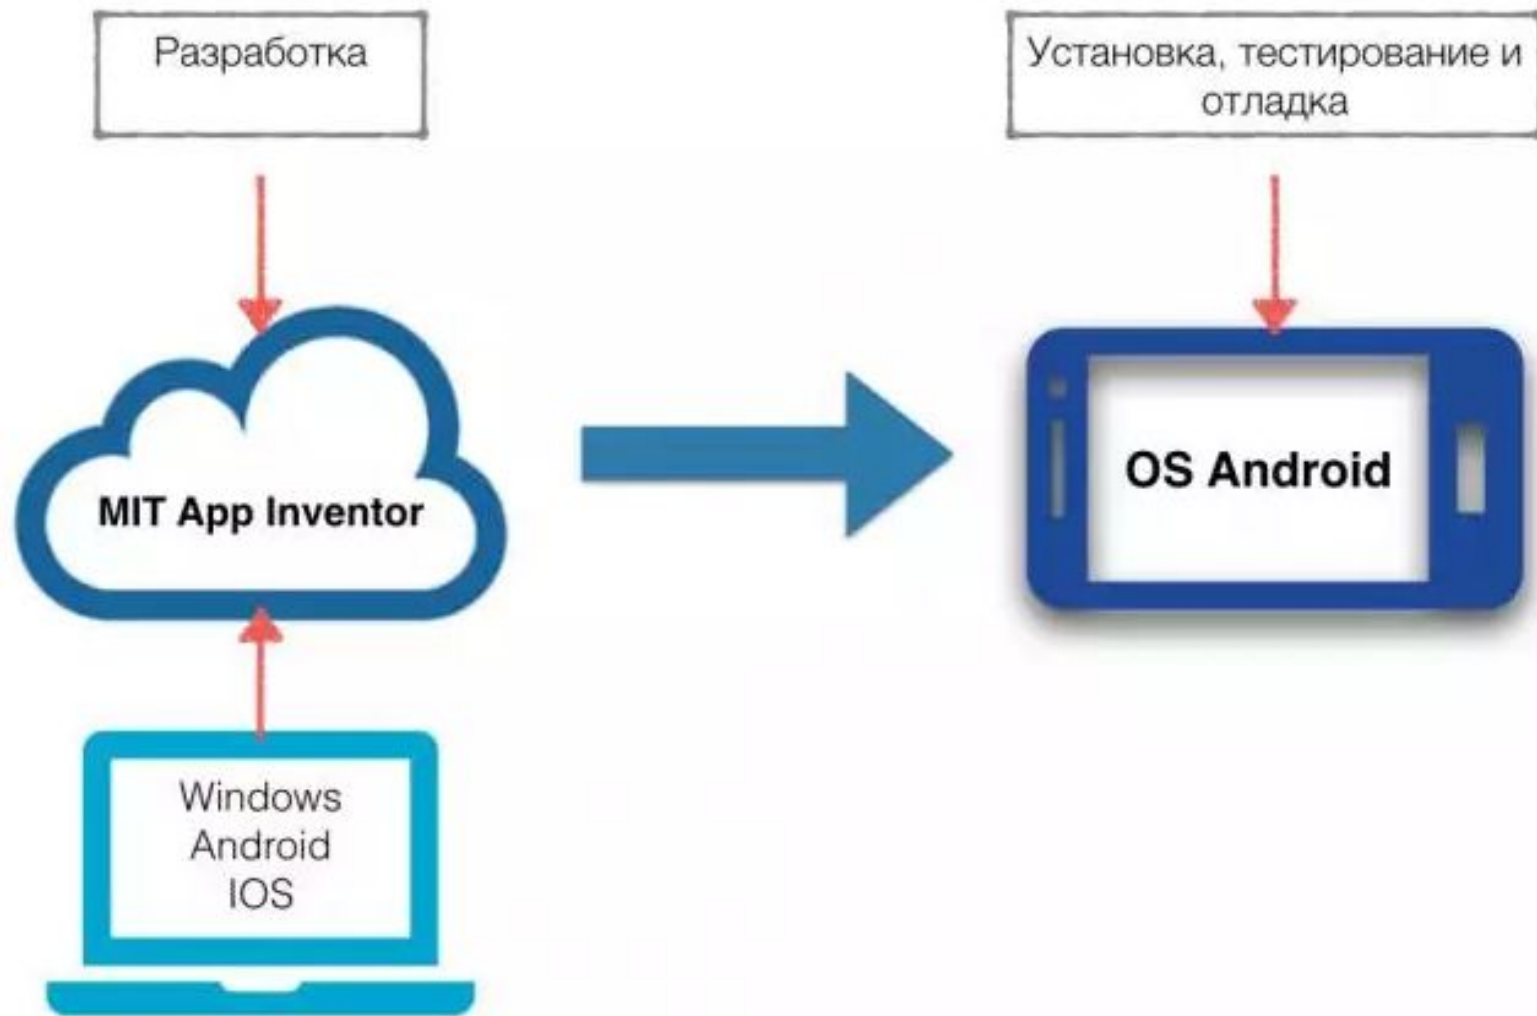 Разработка
Установка, тестирование и
отладка
MIT App Inventor
OS Android
Windows
Android
IOS